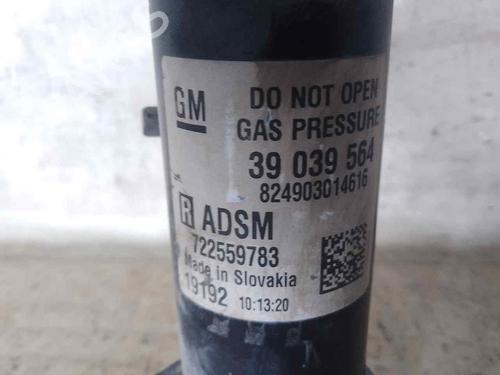 GM
DO NOT OPEN
GAS PRESSURE
39 039 564
824903014616
R ADSM
722559783
Made in Slovakia
19192 10:13:20